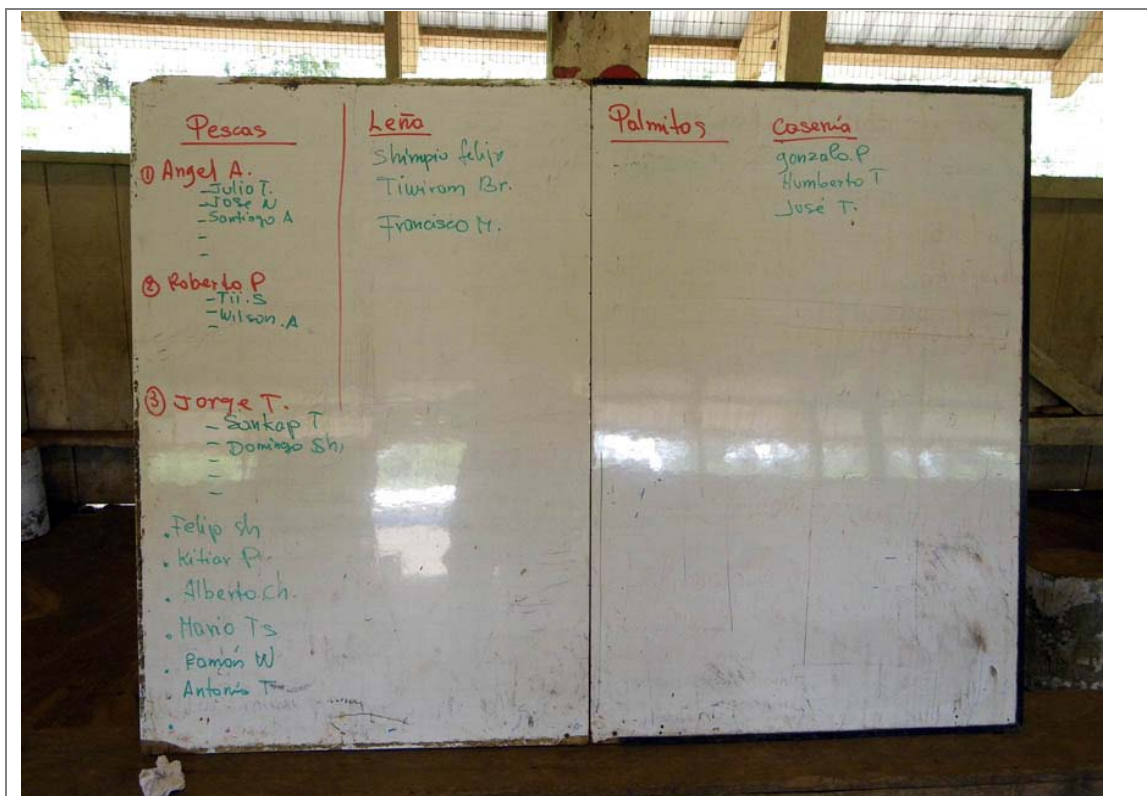 Pescas
① Angel A.
- Julio T.
- Jose N
- Santiago A
-
-
② Roberto P
- Tii.S
- Wilson.A
-
③ Jorge T.
- Sankap T
- Domingo Sh,
-
-
-
. Felip sh
. Kitiar P.
. Alberto.ch.
. Mario Ts
. Ramón W
Antonio T
.
Leña
Shimpiu felipe
Tiwiram Br.
Francisco M.
Palmitos
Casería
gonzalo.P
Humberto T
José T.